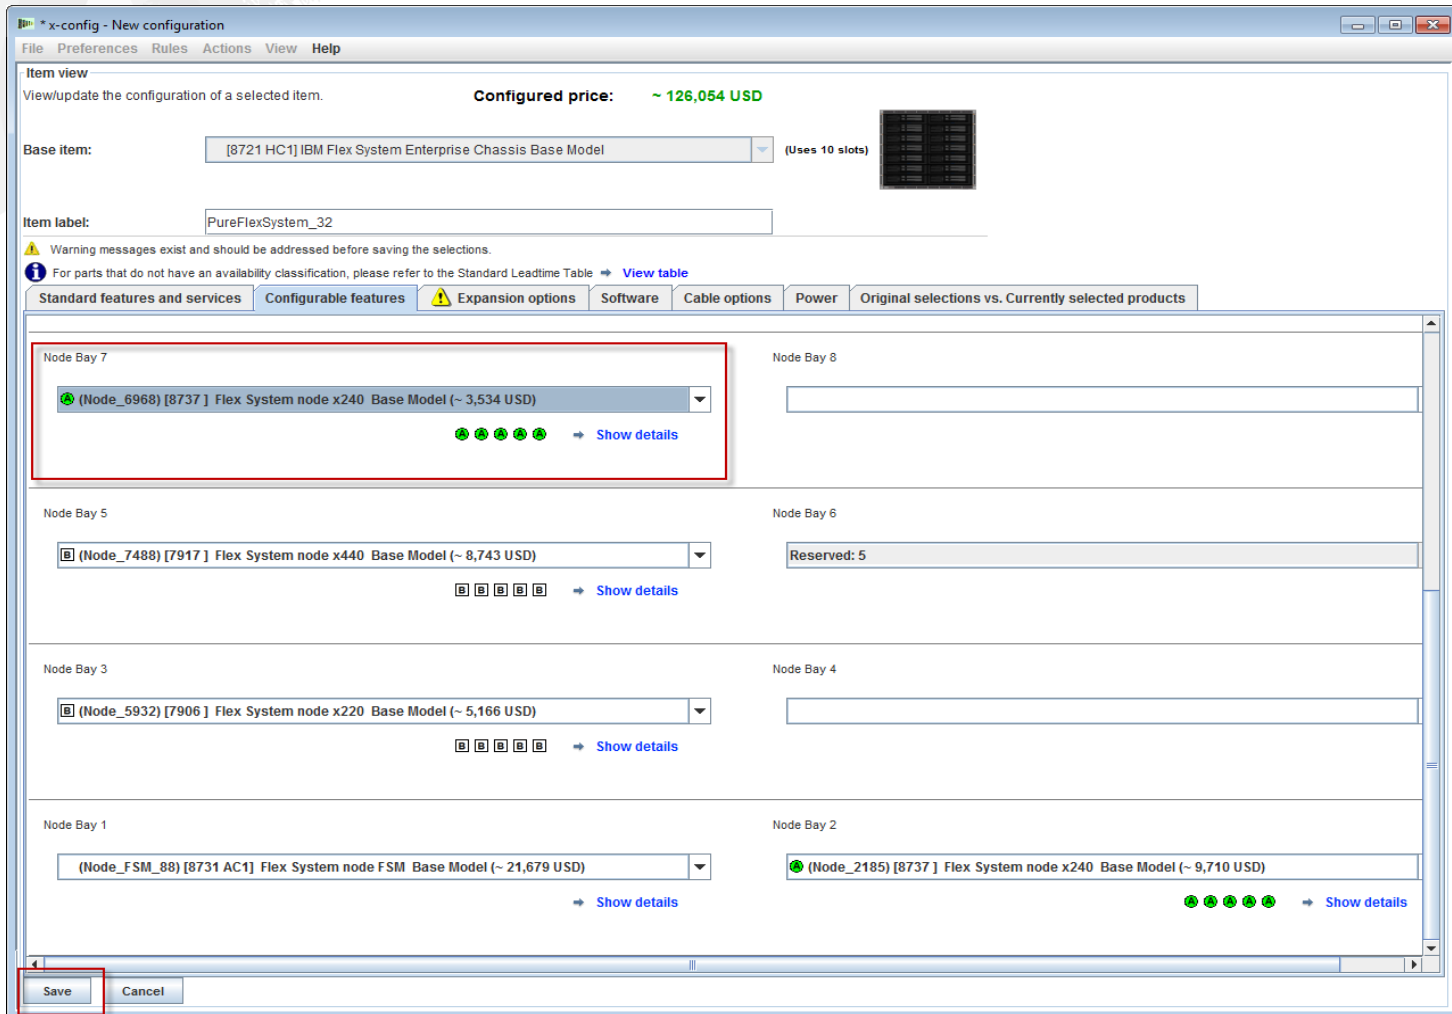 * x-config - New configuration
File Preferences Rules Actions View Help
Item view
View/update the configuration of a selected item. Configured price: ~ 126,054 USD
Base item: [8721 HC1] IBM Flex System Enterprise Chassis Base Model (Uses 10 slots)
Item label: PureFlexSystem_32
Warning messages exist and should be addressed before saving the selections.
For parts that do not have an availability classification, please refer to the Standard Leadtime Table View table
Standard features and services Configurable features Expansion options Software Cable options Power Original selections vs. Currently selected products
Node Bay 7 Node Bay 8
A (Node_6968) [8737 ] Flex System node x240 Base Model (~ 3,534 USD)
A A A A A Show details
Node Bay 5 Node Bay 6
B (Node_7488) [7917 ] Flex System node x440 Base Model (~ 8,743 USD) Reserved: 5
B B B B B Show details
Node Bay 3 Node Bay 4
B (Node_5932) [7906 ] Flex System node x220 Base Model (~ 5,166 USD)
B B B B B Show details
Node Bay 1 Node Bay 2
(Node_FSM_88) [8731 AC1] Flex System node FSM Base Model (~ 21,679 USD) A (Node_2185) [8737 ] Flex System node x240 Base Model (~ 9,710 USD)
Show details A A A A A Show details
Save Cancel